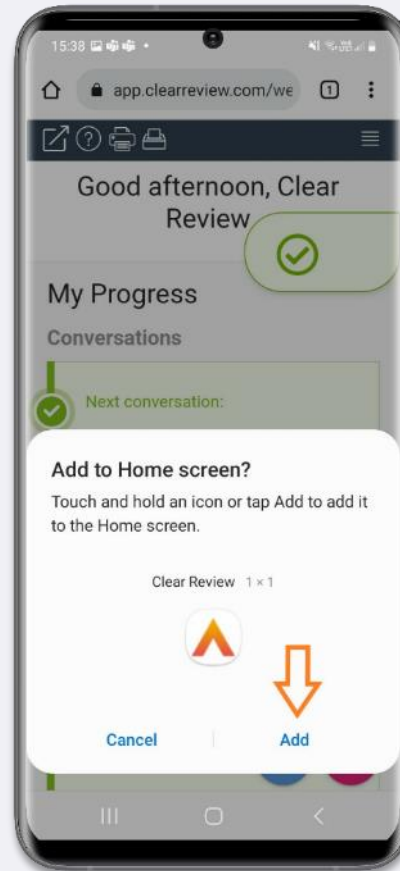 15:38
app.clearreview.com/we
1
Good afternoon, Clear
Review
My Progress
Conversations
Next conversation:
Add to Home screen?
Touch and hold an icon or tap Add to add it
to the Home screen.
Clear Review 1 × 1
Cancel
Add